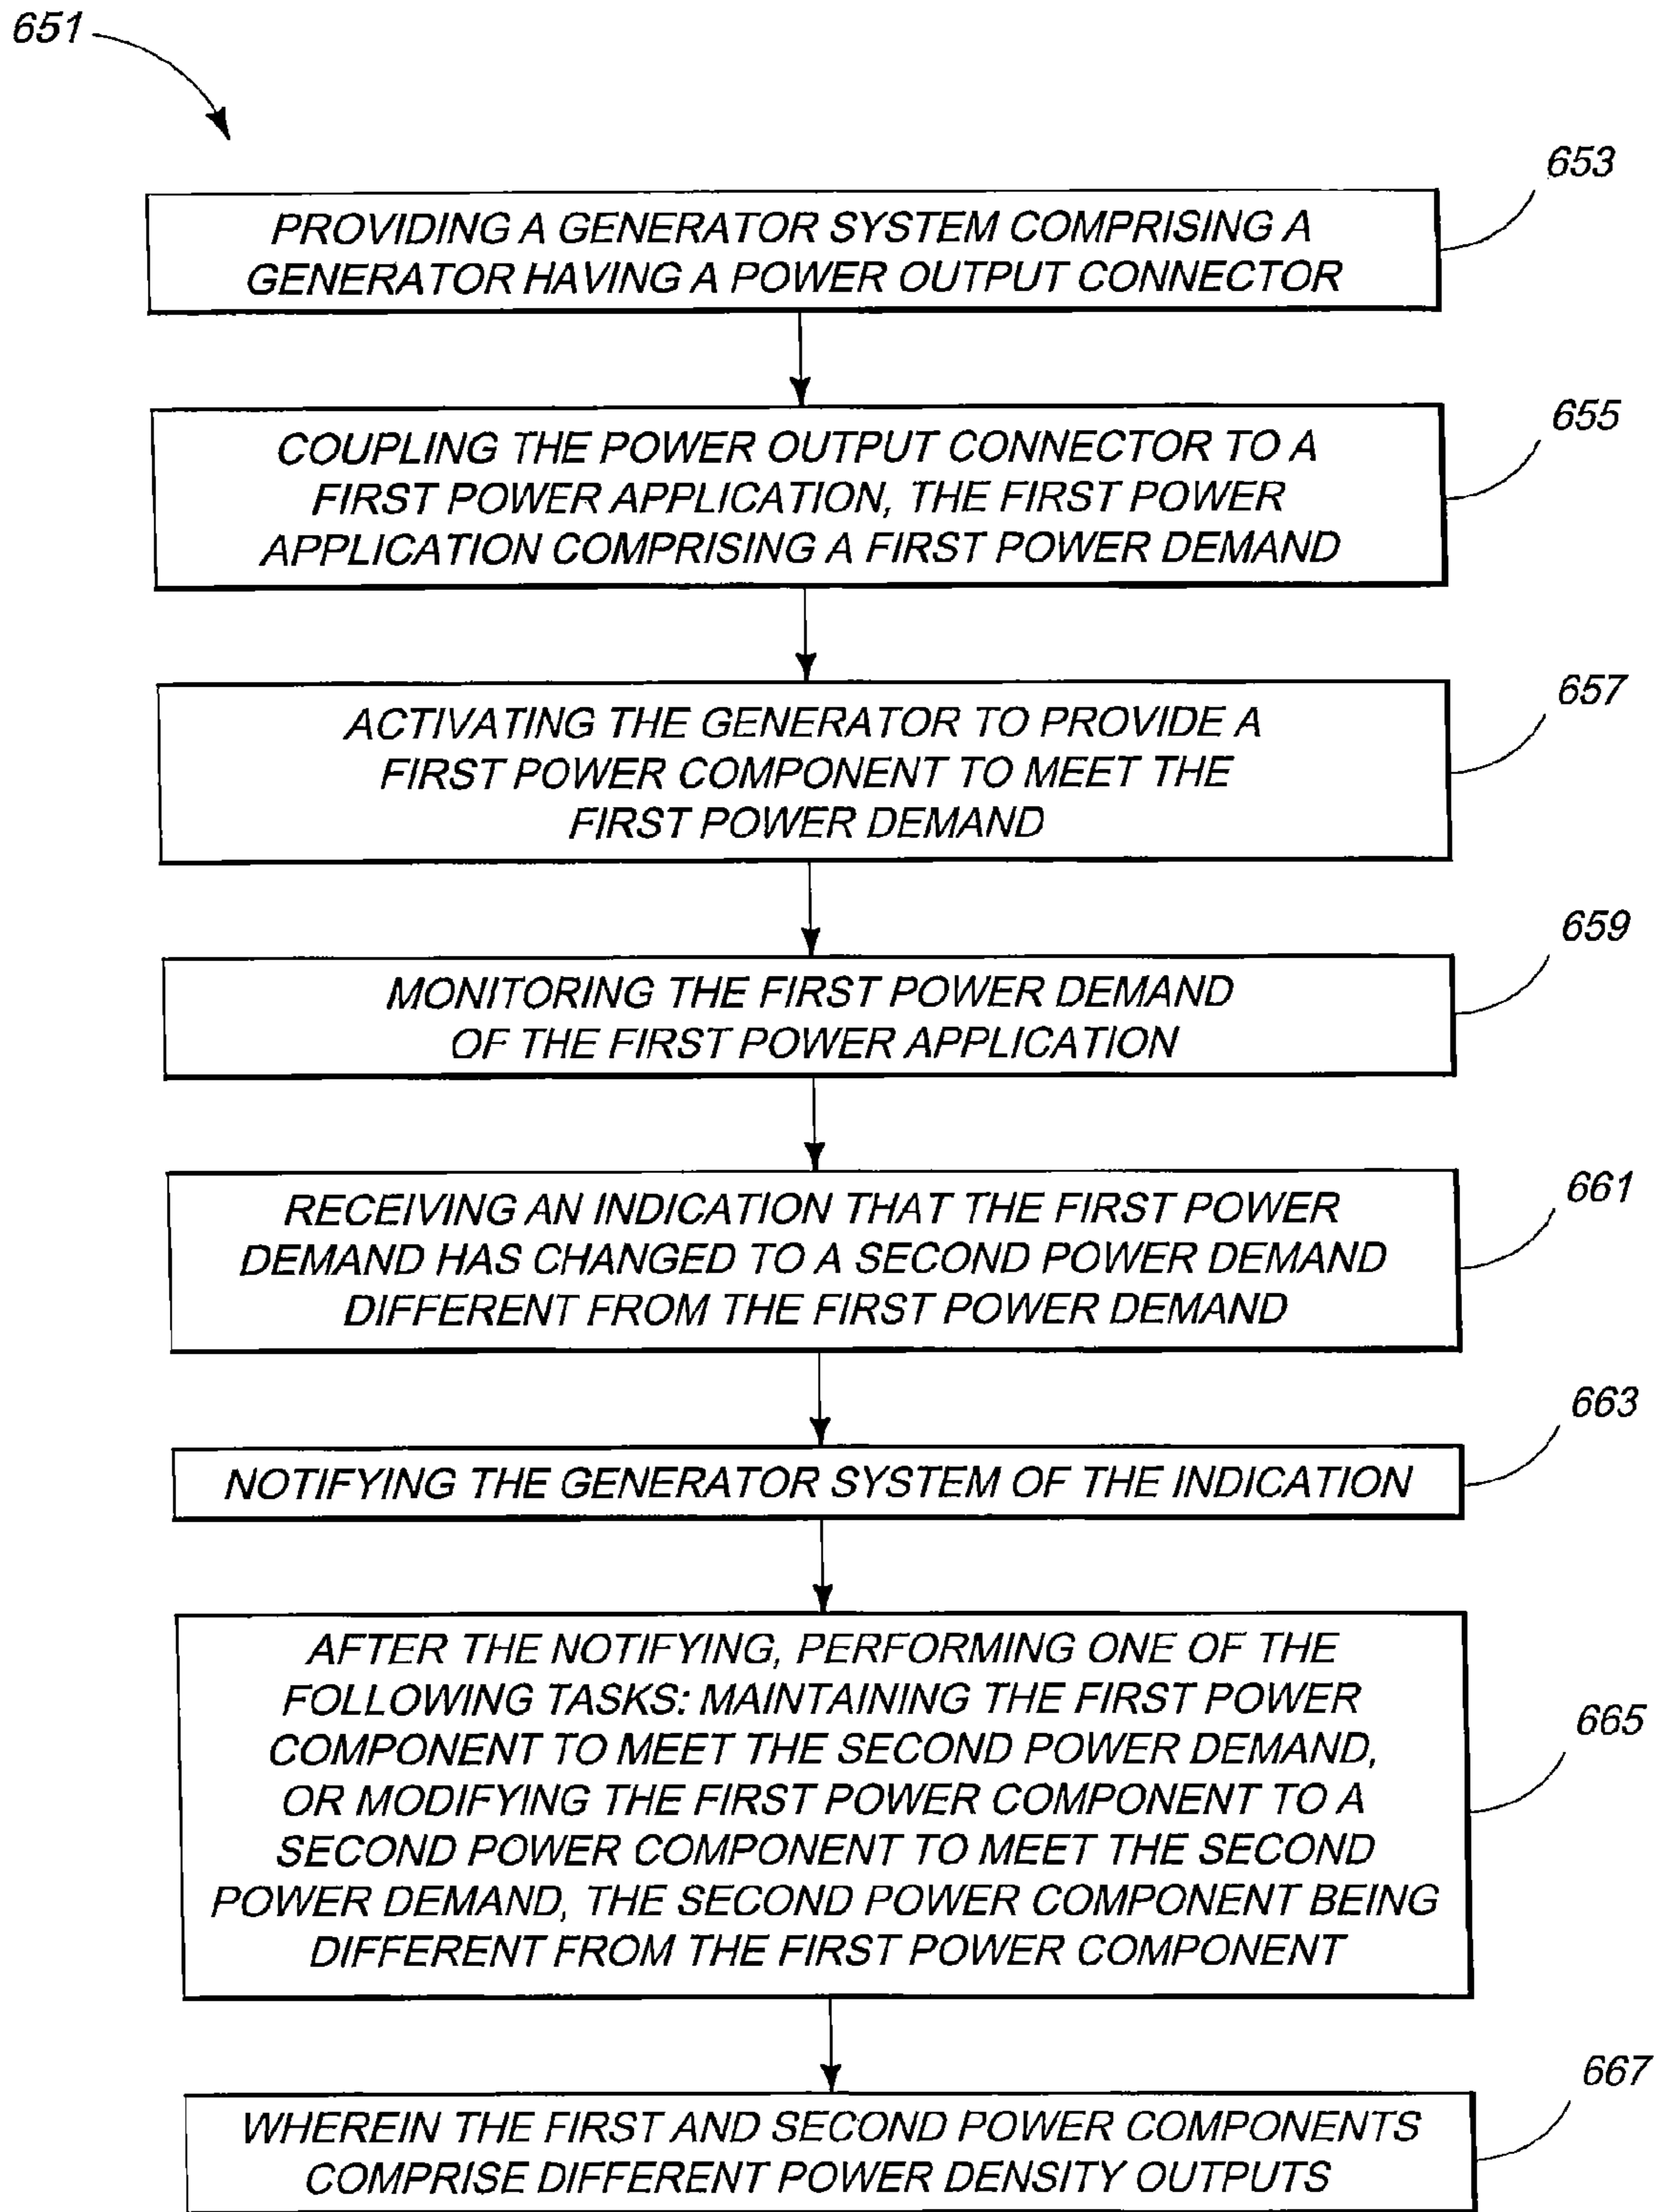 651
653
PROVIDING A GENERATOR SYSTEM COMPRISING A
GENERATOR HAVING A POWER OUTPUT CONNECTOR
655
COUPLING THE POWER OUTPUT CONNECTOR TO A
FIRST POWER APPLICATION, THE FIRST POWER
APPLICATION COMPRISING A FIRST POWER DEMAND
657
ACTIVATING THE GENERATOR TO PROVIDE A
FIRST POWER COMPONENT TO MEET THE
FIRST POWER DEMAND
659
MONITORING THE FIRST POWER DEMAND
OF THE FIRST POWER APPLICATION
661
RECEIVING AN INDICATION THAT THE FIRST POWER
DEMAND HAS CHANGED TO A SECOND POWER DEMAND
DIFFERENT FROM THE FIRST POWER DEMAND
663
NOTIFYING THE GENERATOR SYSTEM OF THE INDICATION
AFTER THE NOTIFYING, PERFORMING ONE OF THE
FOLLOWING TASKS: MAINTAINING THE FIRST POWER
665
COMPONENT TO MEET THE SECOND POWER DEMAND,
OR MODIFYING THE FIRST POWER COMPONENT TO A
SECOND POWER COMPONENT TO MEET THE SECOND
POWER DEMAND, THE SECOND POWER COMPONENT BEING
DIFFERENT FROM THE FIRST POWER COMPONENT
667
WHEREIN THE FIRST AND SECOND POWER COMPONENTS
COMPRISE DIFFERENT POWER DENSITY OUTPUTS